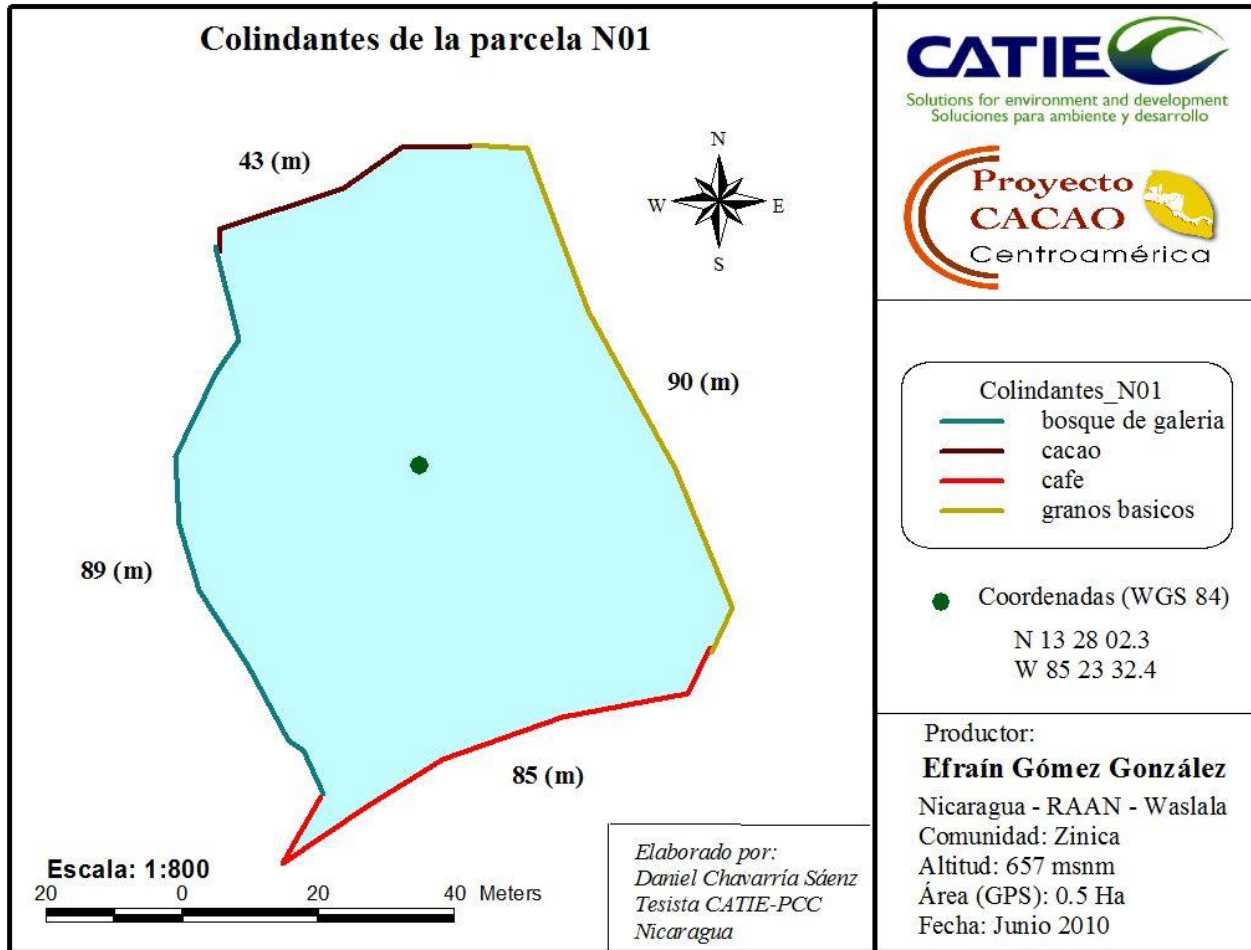 Colindantes de la parcela N01
43 (m)
N
W
E
S
90 (m)
89 (m)
85 (m)
Escala: 1:800
20 0 20 40 Meters
Elaborado por:
Daniel Chavarría Sáenz
Tesista CATIE-PCC
Nicaragua
CATIE
Solutions for environment and development
Soluciones para ambiente y desarrollo
Proyecto
CACAO
Centroamérica
Colindantes_N01
bosque de galeria
cacao
cafe
granos basicos
Coordenadas (WGS 84)
N 13 28 02.3
W 85 23 32.4
Productor:
Efraín Gómez González
Nicaragua - RAAN - Waslala
Comunidad: Zinica
Altitud: 657 msnm
Área (GPS): 0.5 Ha
Fecha: Junio 2010